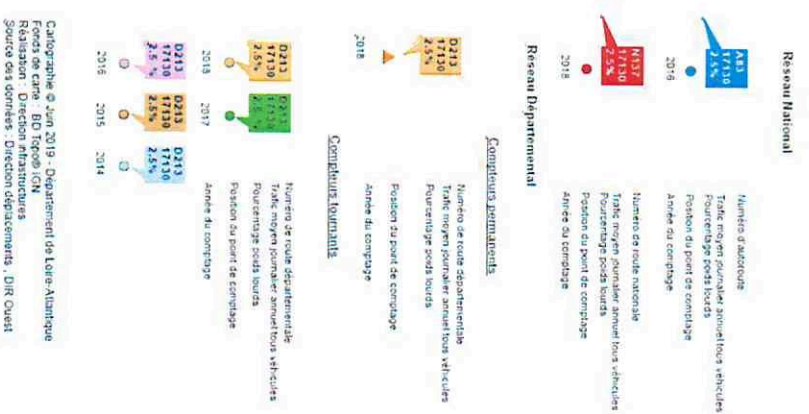 Réseau National
A83
17130
2.5%
2016
Numéro d'autoroute
Trafic moyen journalier annuel tous véhicules
Pourcentage poids lourds
Position du point de comptage
Année du comptage
N137
17130
2.5%
2018
Numéro de route nationale
Trafic moyen journalier annuel tous véhicules
Pourcentage poids lourds
Position du point de comptage
Année du comptage
Réseau Départemental
Compteurs permanents
D213
17130
2.5%
2018
Numéro de route départementale
Trafic moyen journalier annuel tous véhicules
Pourcentage poids lourds
Position du point de comptage
Année du comptage
Compteurs tournants
D213
17130
2.5%
2018
D213
17130
2.5%
2017
Numéro de route départementale
Trafic moyen journalier annuel tous véhicules
Pourcentage poids lourds
Position du point de comptage
Année du comptage
D213
17130
2.5%
2016
D213
17130
2.5%
2015
D213
17130
2.5%
2014
Cartographie © Juin 2019 - Département de Loire-Atlantique
Fonds de carte : BD Topo® IGN
Réalisation : Direction infrastructures
Source des données : Direction déplacements , DIR Ouest